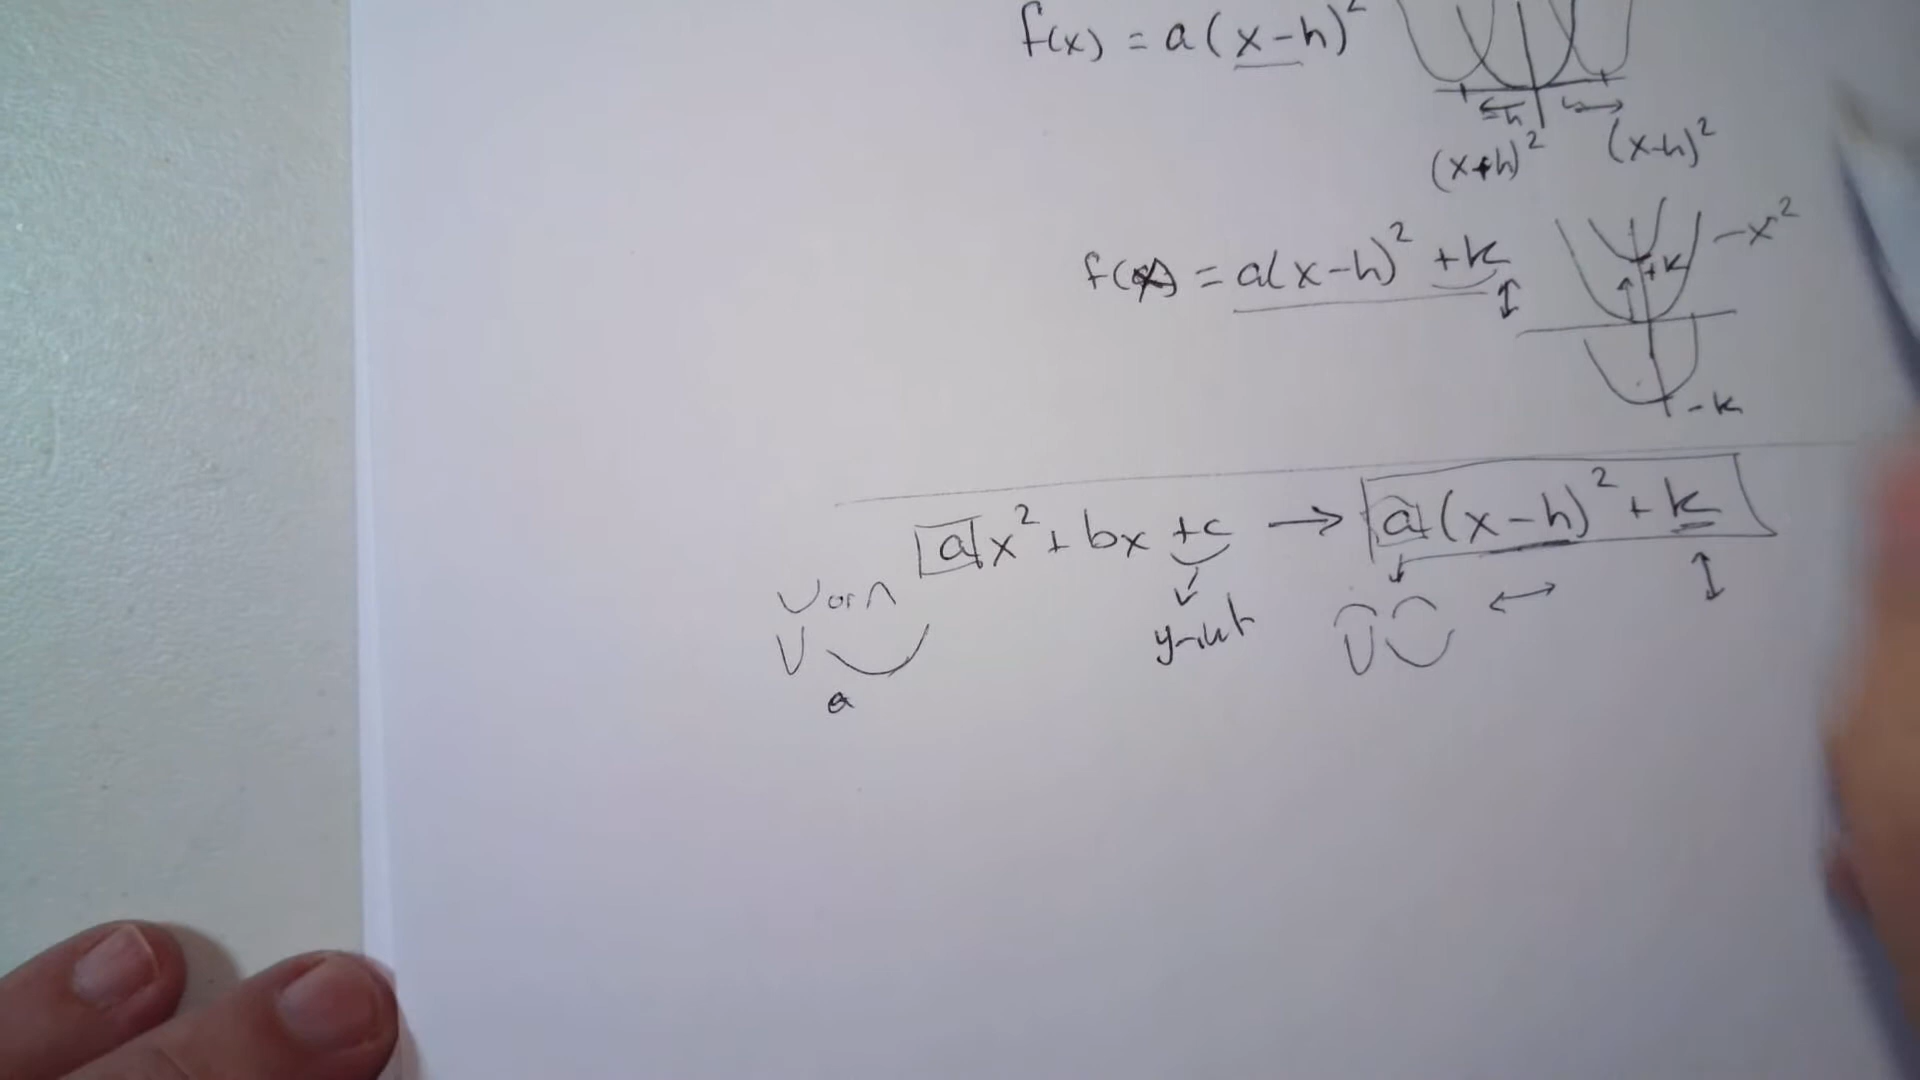 f(x) = a(x-h)²
-h h
(x+h)² (x-h)²
f(x) = a(x-h)² +k
+k -x²
-k
ax² + bx +c → a(x-h)² + k
∪ or ∩
y-int
a